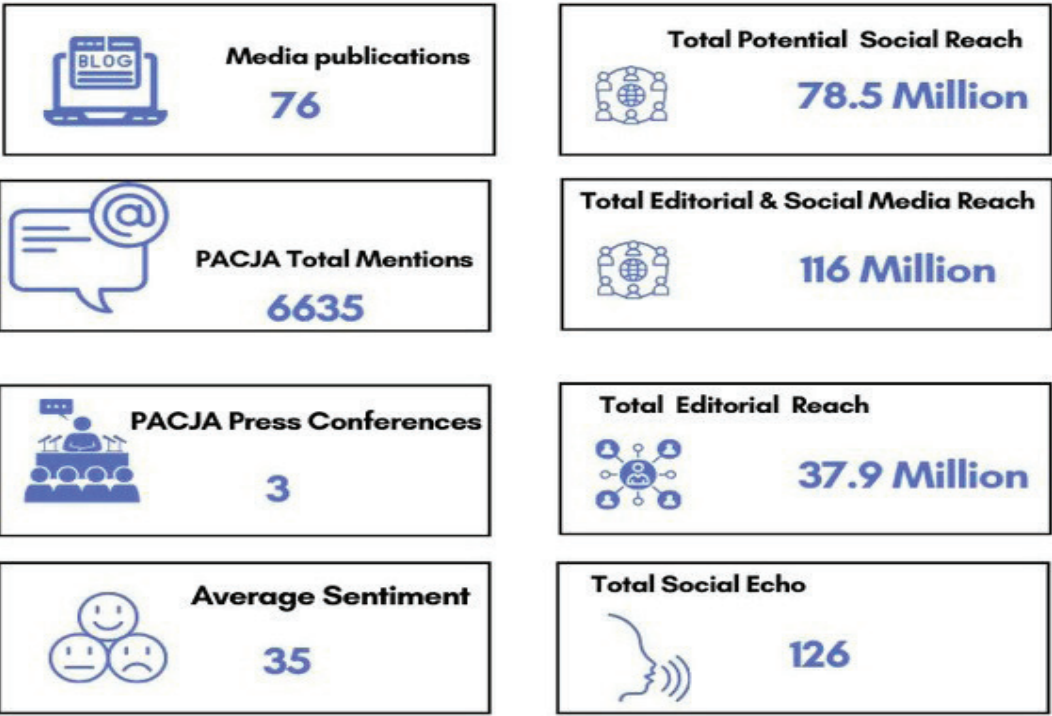 BLOG
Media publications
76
Total Potential Social Reach
78.5 Million
@
PACJA Total Mentions
6635
Total Editorial & Social Media Reach
116 Million
PACJA Press Conferences
3
Total Editorial Reach
37.9 Million
Average Sentiment
35
Total Social Echo
126